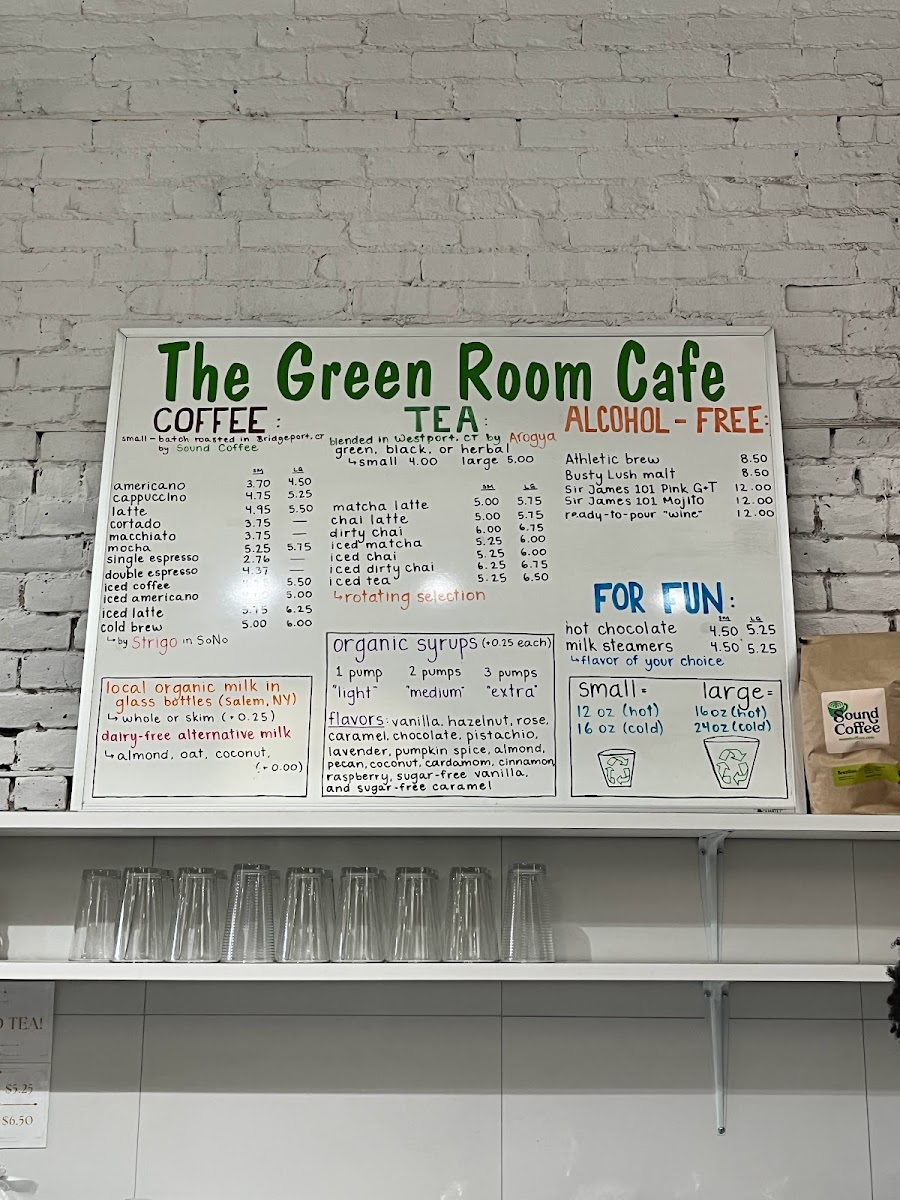 The Green Room Cafe
COFFEE:
small-batch roasted in Bridgeport, CT
by Sound Coffee
SM LG
americano 3.70 4.50
cappuccino 4.75 5.25
latte 4.95 5.50
cortado 3.75 —
macchiato 3.75 —
mocha 5.25 5.75
single espresso 2.76 —
double espresso 4.37 —
iced coffee 5.50
iced americano 5.00
iced latte 6.25
cold brew 5.00 6.00
↳by Strigo in SoNo
local organic milk in
glass bottles (Salem, NY)
↳ whole or skim (+0.25)
dairy-free alternative milk
↳ almond, oat, coconut,
(+0.00)
TEA:
blended in Westport, CT by Arogya
green, black, or herbal
↳small 4.00 large 5.00
SM LG
matcha latte 5.00 5.75
chai latte 5.00 5.75
dirty chai 6.00 6.75
iced matcha 5.25 6.00
iced chai 5.25 6.00
iced dirty chai 6.25 6.75
iced tea 5.25 6.50
↳rotating selection
organic syrups (+0.25 each)
1 pump 2 pumps 3 pumps
"light" "medium" "extra"
flavors: vanilla, hazelnut, rose,
caramel, chocolate, pistachio,
lavender, pumpkin spice, almond,
pecan, coconut, cardamom, cinnamon,
raspberry, sugar-free vanilla,
and sugar-free caramel
ALCOHOL-FREE:
Athletic brew 8.50
Busty Lush malt 8.50
Sir James 101 Pink G+T 12.00
Sir James 101 Mojito 12.00
ready-to-pour "wine" 12.00
FOR FUN:
SM LG
hot chocolate 4.50 5.25
milk steamers 4.50 5.25
↳flavor of your choice
small= large=
12 oz (hot) 16 oz (hot)
16 oz (cold) 24 oz (cold)
Sound
Coffee
TEA!
$5.25
$6.50